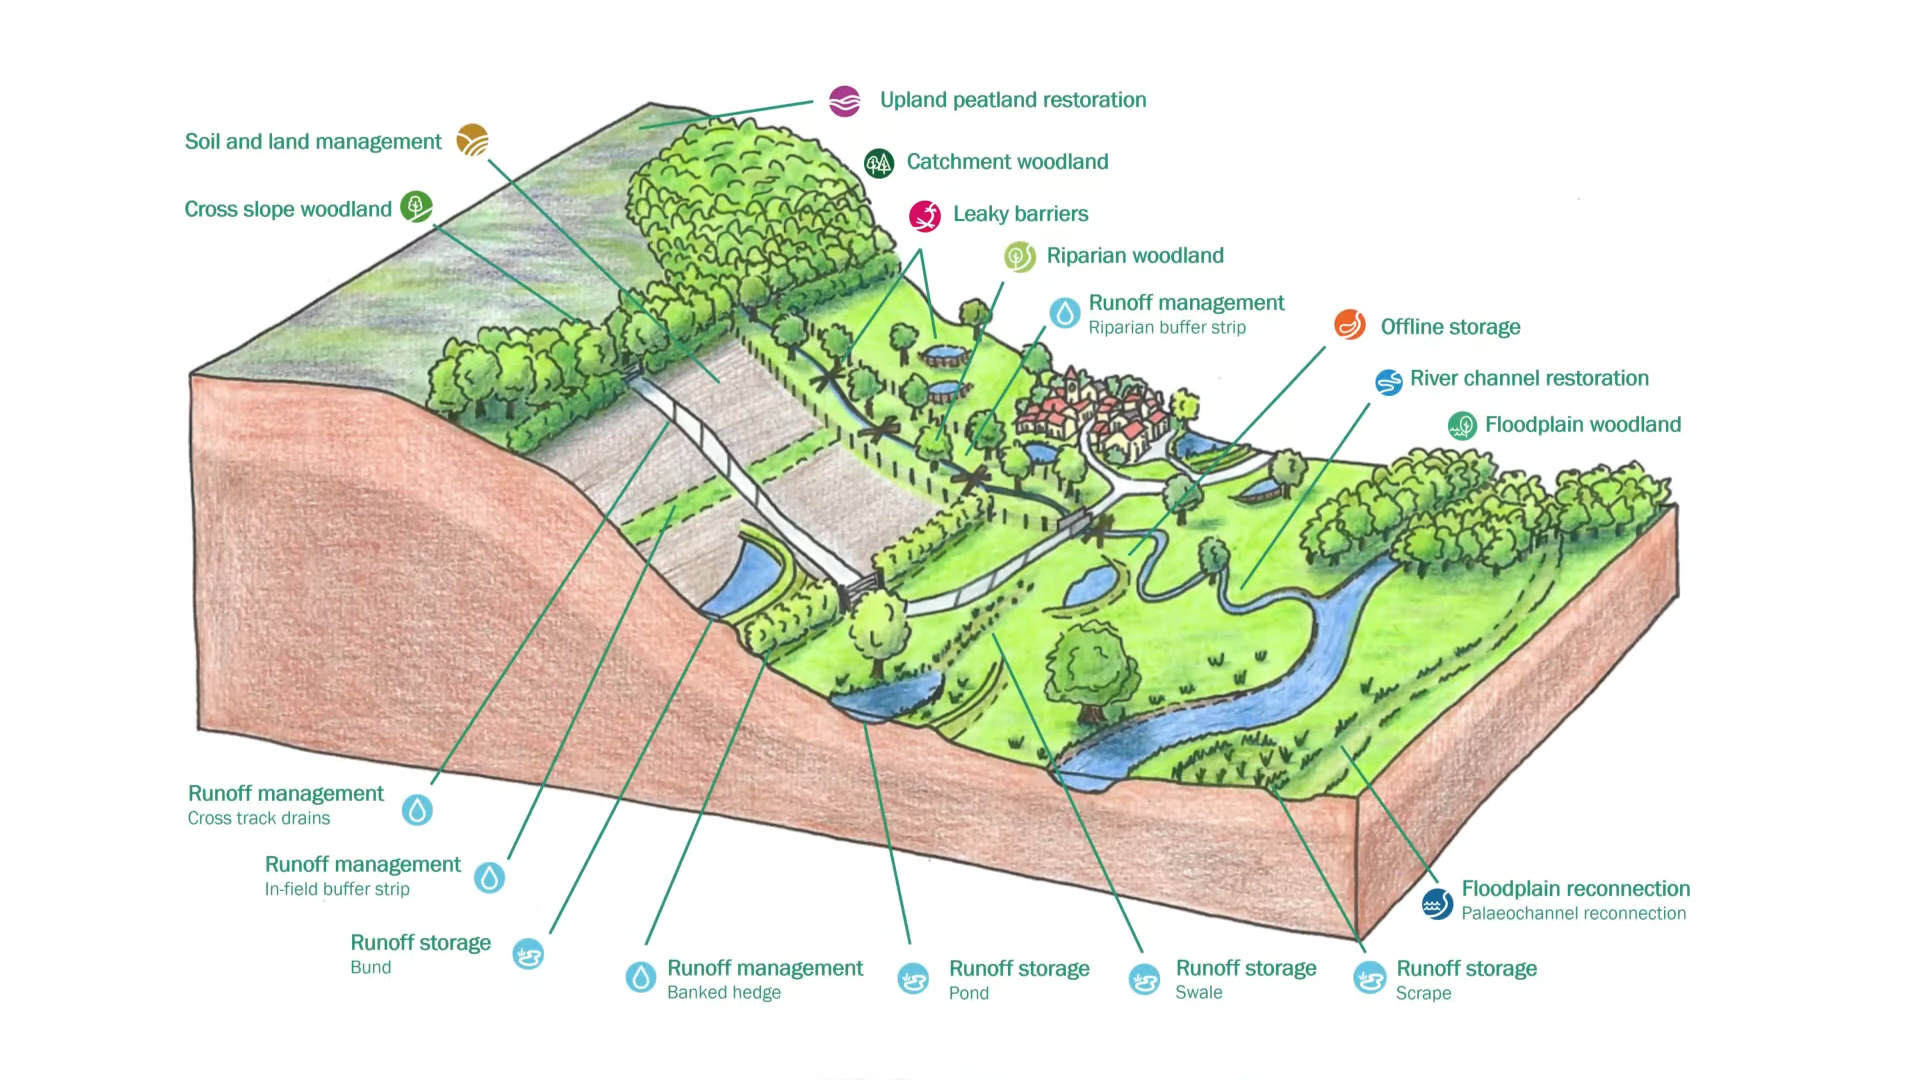 Upland peatland restoration
Soil and land management
Catchment woodland
Cross slope woodland
Leaky barriers
Riparian woodland
Runoff management
Riparian buffer strip
Offline storage
River channel restoration
Floodplain woodland
Runoff management
Cross track drains
Runoff management
In-field buffer strip
Runoff storage
Bund
Runoff management
Banked hedge
Runoff storage
Pond
Runoff storage
Swale
Runoff storage
Scrape
Floodplain reconnection
Palaeochannel reconnection